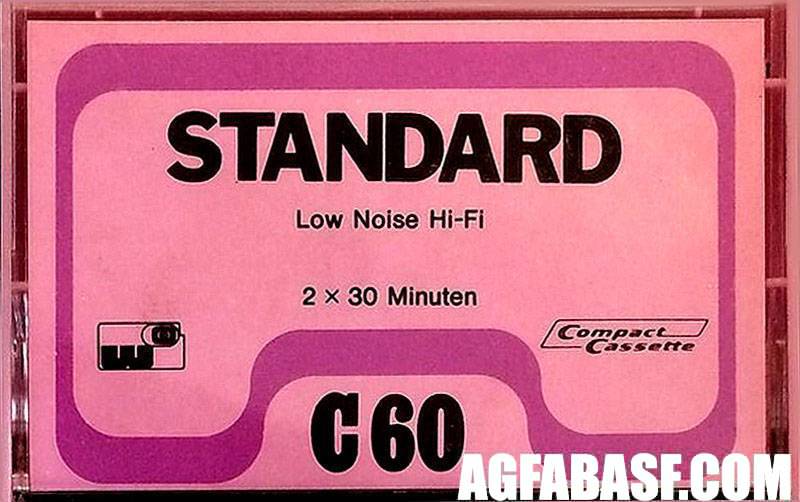 STANDARD
Low Noise Hi-Fi
2 × 30 Minuten
Compact
Cassette
C 60
AGFABASF.COM